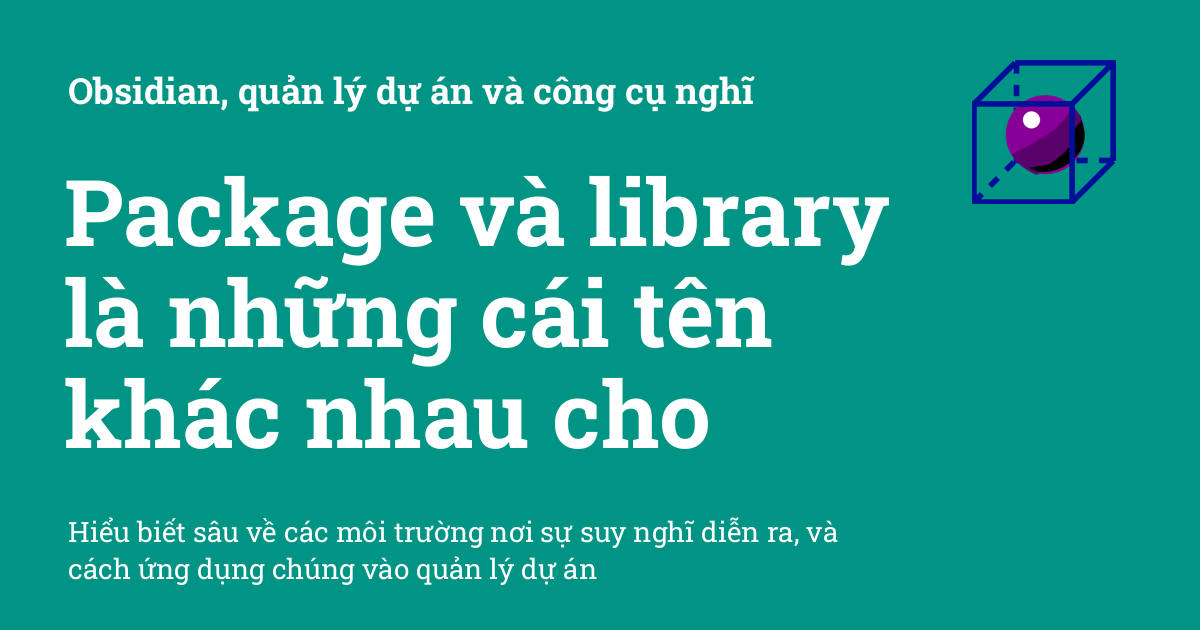 Obsidian, quản lý dự án và công cụ nghĩ
Package và library
là những cái tên
khác nhau cho
Hiểu biết sâu về các môi trường nơi sự suy nghĩ diễn ra, và
cách ứng dụng chúng vào quản lý dự án